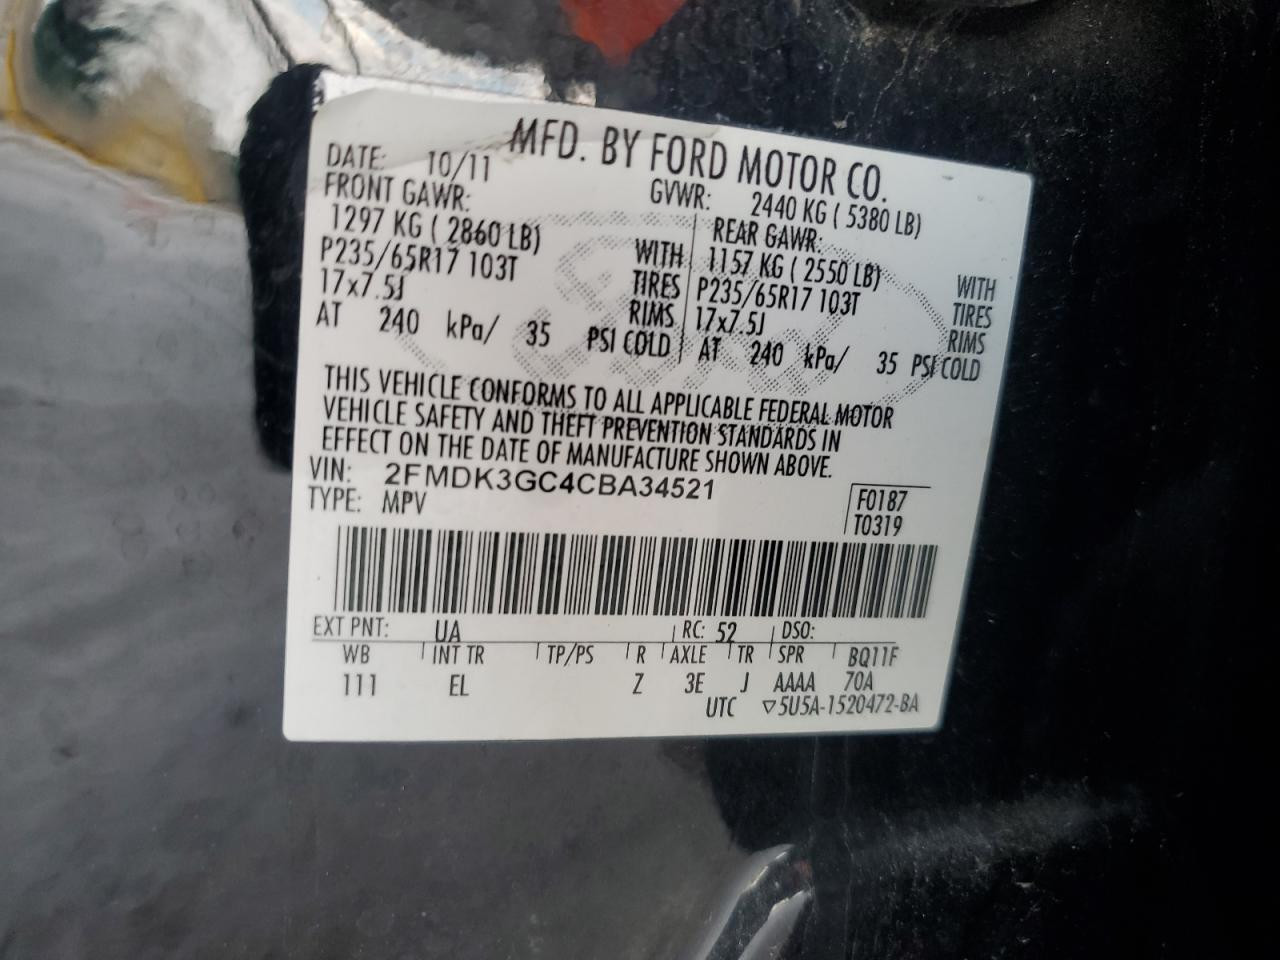 MFD. BY FORD MOTOR CO.
DATE: 10/11 GVWR: 2440 KG ( 5380 LB)
FRONT GAWR: REAR GAWR:
1297 KG ( 2860 LB) WITH 1157 KG ( 2550 LB) WITH
P235/65R17 103T TIRES P235/65R17 103T TIRES
17x7.5J RIMS 17x7.5J RIMS
AT 240 kPa/ 35 PSI COLD AT 240 kPa/ 35 PSI COLD
THIS VEHICLE CONFORMS TO ALL APPLICABLE FEDERAL MOTOR
VEHICLE SAFETY AND THEFT PREVENTION STANDARDS IN
EFFECT ON THE DATE OF MANUFACTURE SHOWN ABOVE.
VIN: 2FMDK3GC4CBA34521 F0187
TYPE: MPV T0319
EXT PNT: UA RC: 52 DSO:
WB INT TR TP/PS R AXLE TR SPR BQ11F
111 EL Z 3E J AAAA 70A
UTC ▽5U5A-1520472-BA